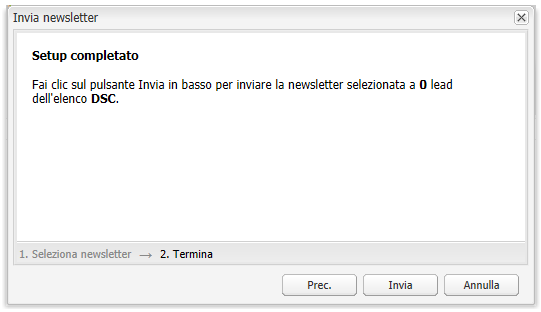 Invia newsletter
Setup completato
Fai clic sul pulsante Invia in basso per inviare la newsletter selezionata a 0 lead
dell'elenco DSC.
1. Seleziona newsletter → 2. Termina
Prec. Invia Annulla